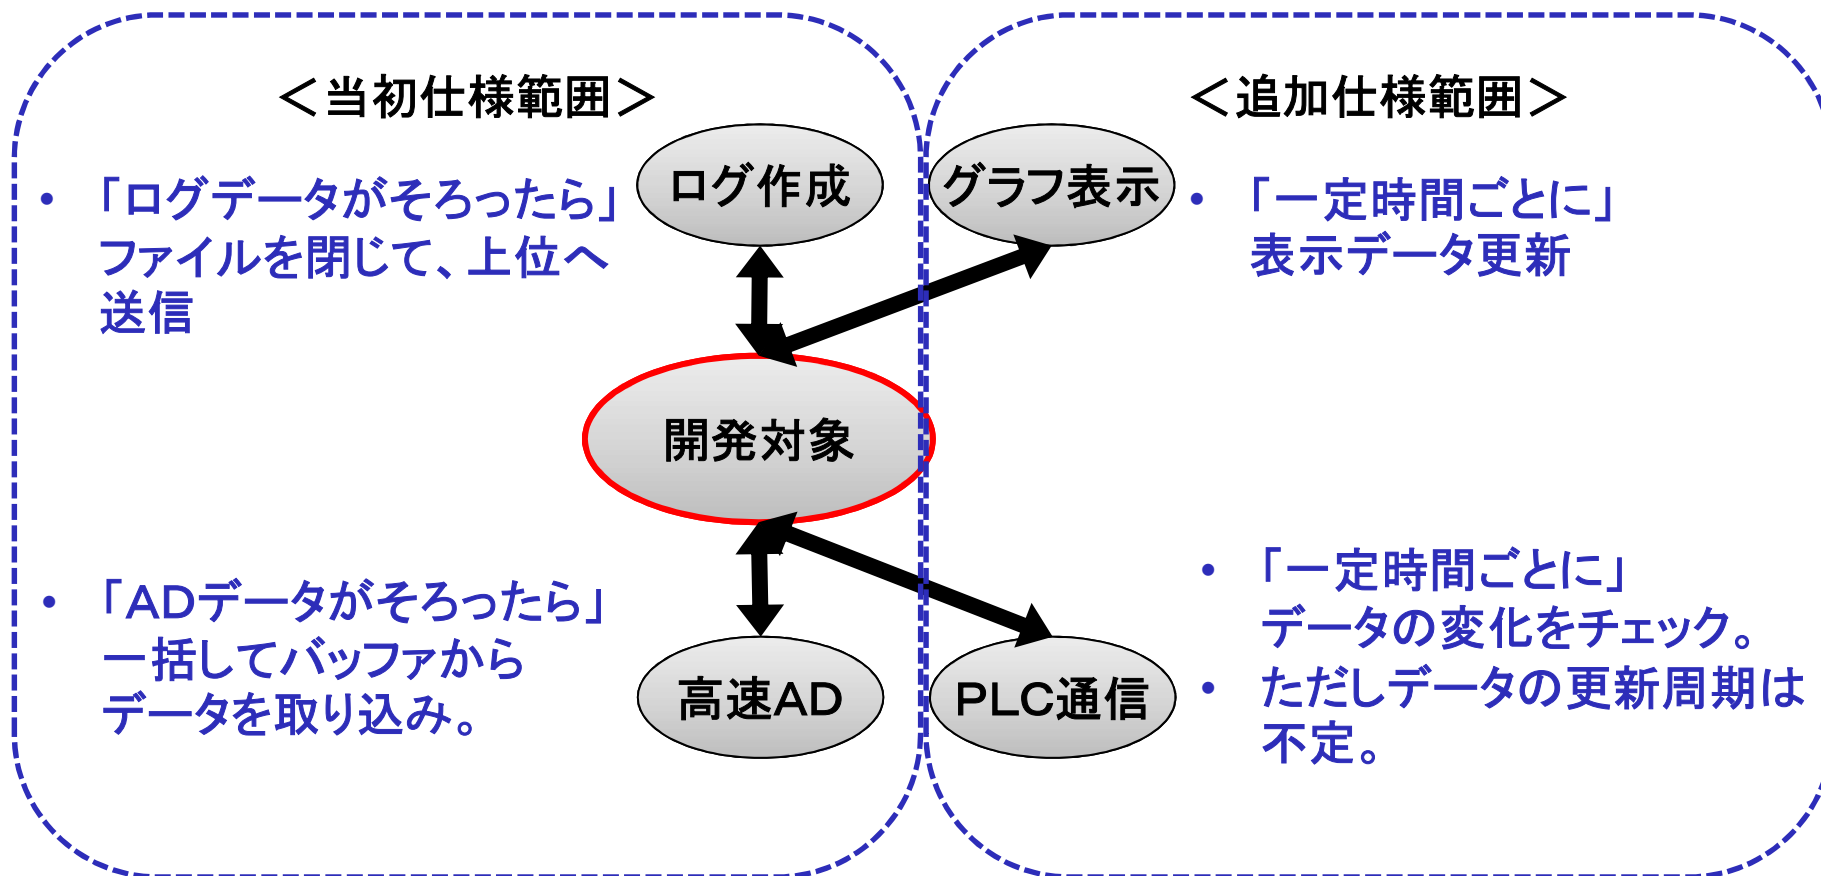 ＜当初仕様範囲＞
ログ作成
• 「ログデータがそろったら」
ファイルを閉じて、上位へ
送信
開発対象
• 「ＡＤデータがそろったら」
一括してバッファから
データを取り込み。
高速ＡＤ
＜追加仕様範囲＞
グラフ表示
• 「一定時間ごとに」
表示データ更新
• 「一定時間ごとに」
データの変化をチェック。
• ただしデータの更新周期は
不定。
ＰＬＣ通信